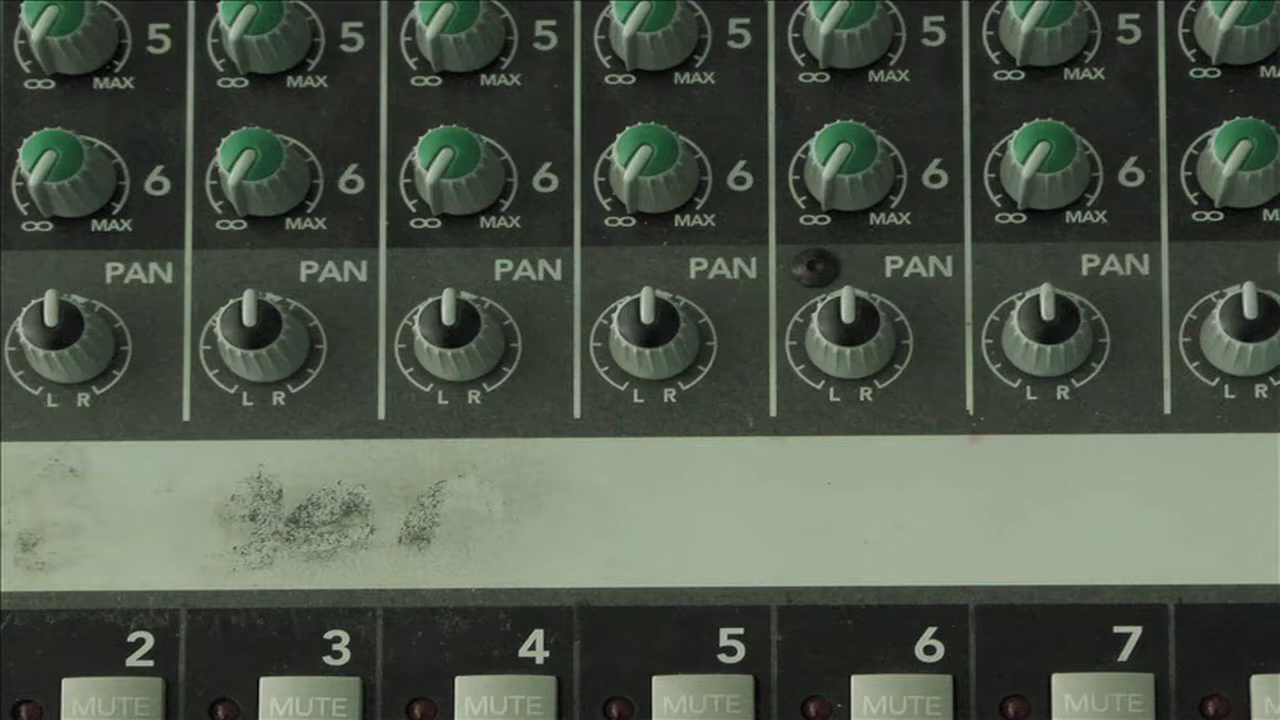 5 5 5 5 5 5
∞ MAX ∞ MAX ∞ MAX ∞ MAX ∞ MAX ∞ MAX ∞
6 6 6 6 6 6
∞ MAX ∞ MAX ∞ MAX ∞ MAX ∞ MAX ∞ MAX ∞
PAN PAN PAN PAN PAN PAN
L R L R L R L R L R L R L R
2 3 4 5 6 7
MUTE MUTE MUTE MUTE MUTE MUTE